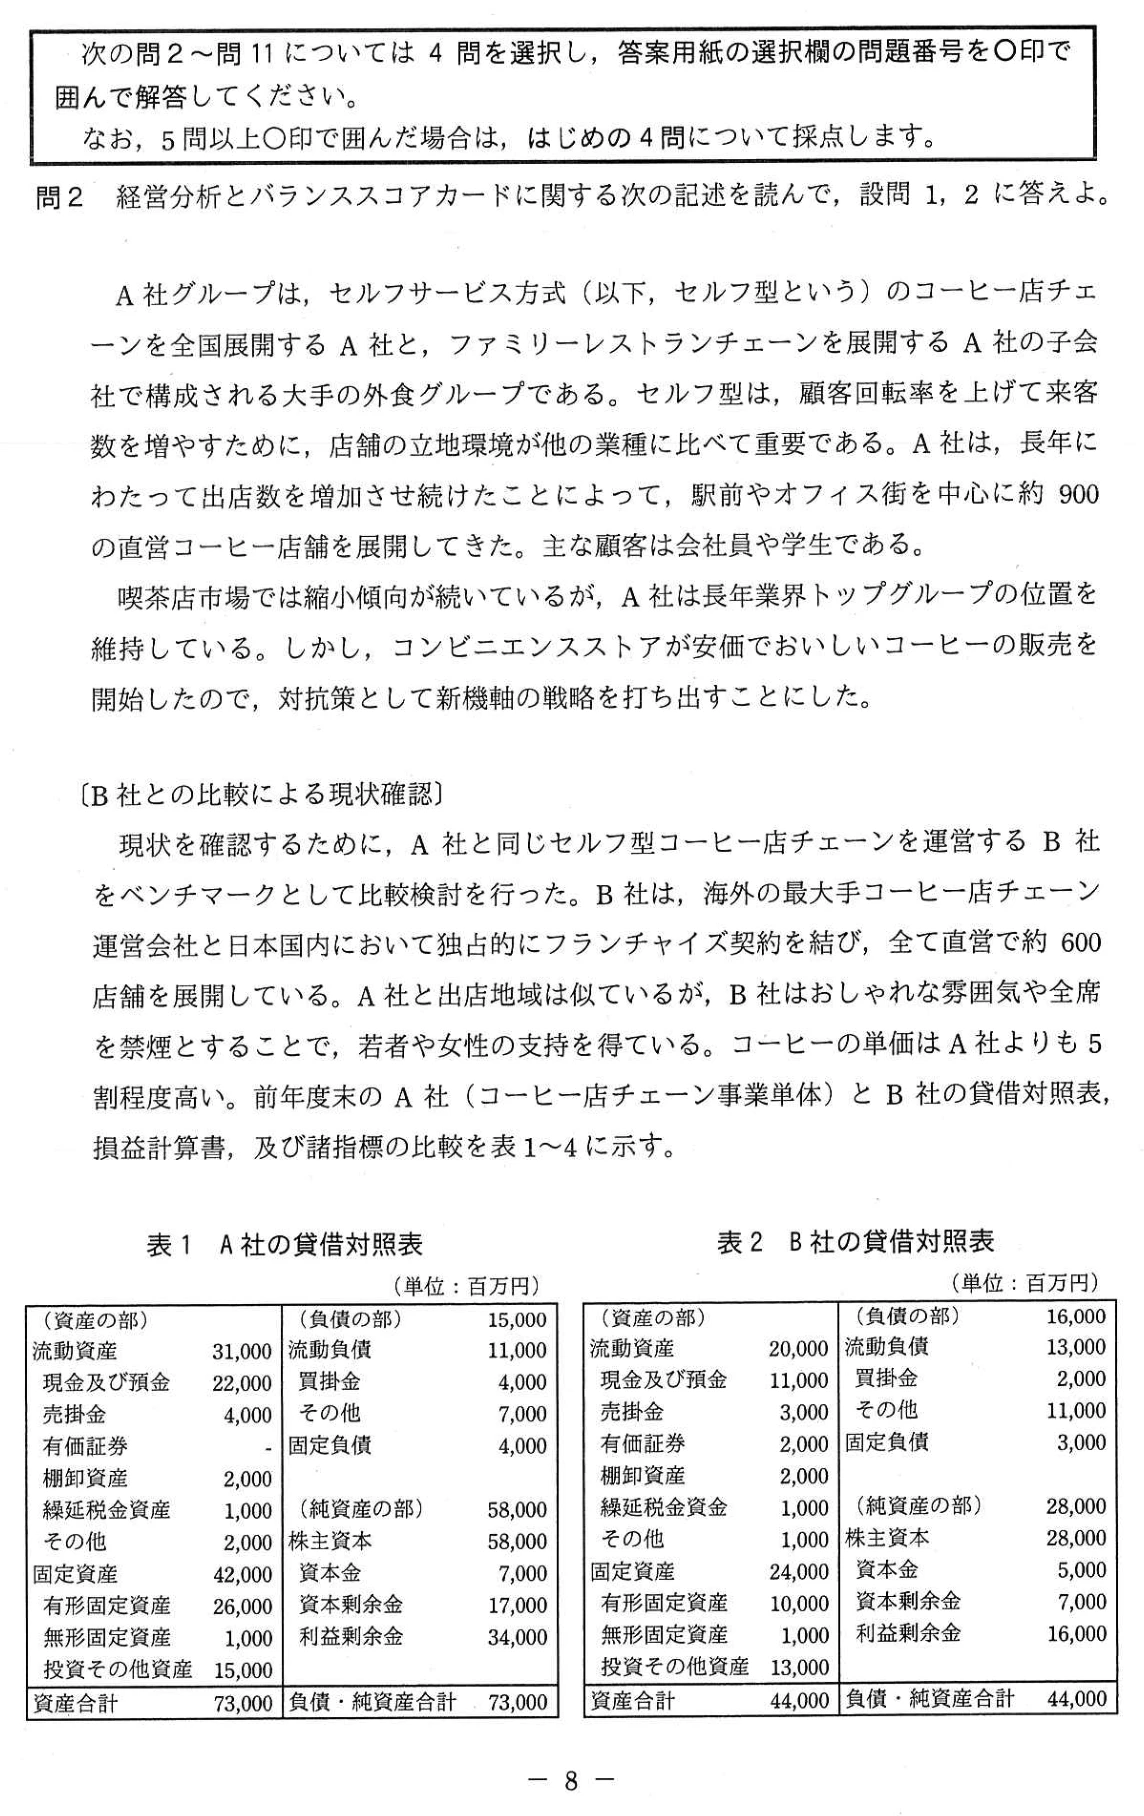 次の問2～問11については 4 問を選択し，答案用紙の選択欄の問題番号を○印で
囲んで解答してください。
なお，5問以上○印で囲んだ場合は，はじめの4問について採点します。
問2 経営分析とバランススコアカードに関する次の記述を読んで，設問 1，2 に答えよ。
A 社グループは，セルフサービス方式（以下，セルフ型という）のコーヒー店チェ
ーンを全国展開する A 社と，ファミリーレストランチェーンを展開する A 社の子会
社で構成される大手の外食グループである。セルフ型は，顧客回転率を上げて来客
数を増やすために，店舗の立地環境が他の業種に比べて重要である。A 社は，長年に
わたって出店数を増加させ続けたことによって，駅前やオフィス街を中心に約 900
の直営コーヒー店舗を展開してきた。主な顧客は会社員や学生である。
喫茶店市場では縮小傾向が続いているが，A 社は長年業界トップグループの位置を
維持している。しかし，コンビニエンスストアが安価でおいしいコーヒーの販売を
開始したので，対抗策として新機軸の戦略を打ち出すことにした。
〔B 社との比較による現状確認〕
現状を確認するために，A 社と同じセルフ型コーヒー店チェーンを運営する B 社
をベンチマークとして比較検討を行った。B 社は，海外の最大手コーヒー店チェーン
運営会社と日本国内において独占的にフランチャイズ契約を結び，全て直営で約 600
店舗を展開している。A 社と出店地域は似ているが，B 社はおしゃれな雰囲気や全席
を禁煙とすることで，若者や女性の支持を得ている。コーヒーの単価は A 社よりも 5
割程度高い。前年度末の A 社（コーヒー店チェーン事業単体）と B 社の貸借対照表，
損益計算書，及び諸指標の比較を表 1～4 に示す。
表1 A社の貸借対照表
（単位：百万円）
（資産の部） （負債の部） 15,000
流動資産 31,000 流動負債 11,000
現金及び預金 22,000 買掛金 4,000
売掛金 4,000 その他 7,000
有価証券 - 固定負債 4,000
棚卸資産 2,000
繰延税金資産 1,000 （純資産の部） 58,000
その他 2,000 株主資本 58,000
固定資産 42,000 資本金 7,000
有形固定資産 26,000 資本剰余金 17,000
無形固定資産 1,000 利益剰余金 34,000
投資その他資産 15,000
資産合計 73,000 負債・純資産合計 73,000
表2 B社の貸借対照表
（単位：百万円）
（資産の部） （負債の部） 16,000
流動資産 20,000 流動負債 13,000
現金及び預金 11,000 買掛金 2,000
売掛金 3,000 その他 11,000
有価証券 2,000 固定負債 3,000
棚卸資産 2,000
繰延税金資金 1,000 （純資産の部） 28,000
その他 1,000 株主資本 28,000
固定資産 24,000 資本金 5,000
有形固定資産 10,000 資本剰余金 7,000
無形固定資産 1,000 利益剰余金 16,000
投資その他資産 13,000
資産合計 44,000 負債・純資産合計 44,000
－ 8 －